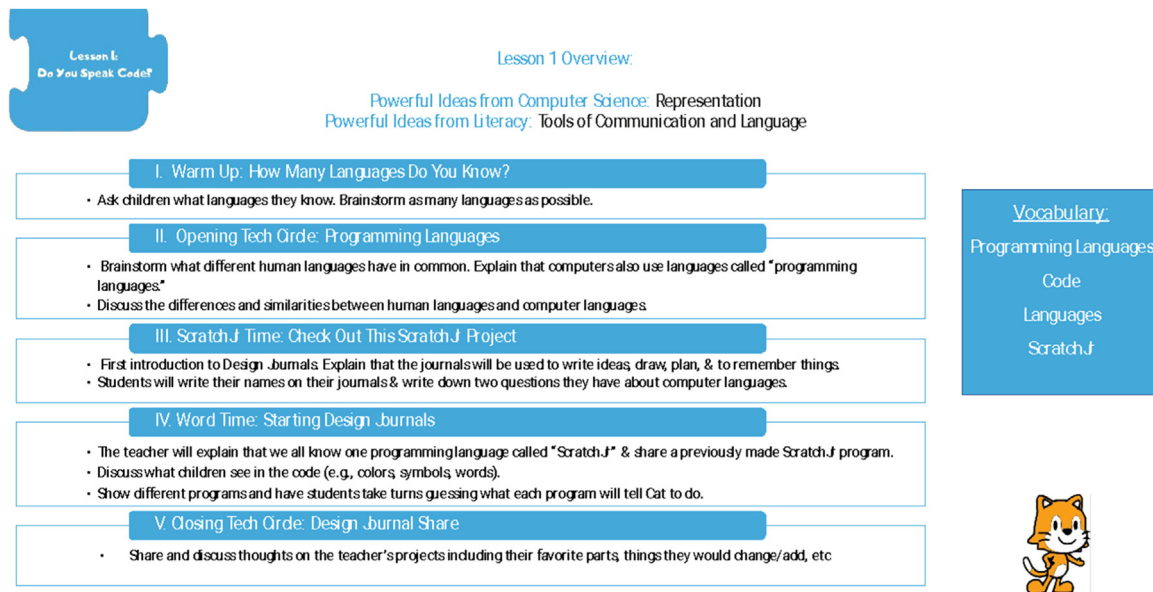 Lesson 1:
Do You Speak Code?
Lesson 1 Overview:
Powerful Ideas from Computer Science: Representation
Powerful Ideas from Literacy: Tools of Communication and Language
I. Warm Up: How Many Languages Do You Know?
• Ask children what languages they know. Brainstorm as many languages as possible.
II. Opening Tech Circle: Programming Languages
• Brainstorm what different human languages have in common. Explain that computers also use languages called "programming
languages."
• Discuss the differences and similarities between human languages and computer languages.
III. ScratchJr Time: Check Out This ScratchJr Project
• First introduction to Design Journals. Explain that the journals will be used to write ideas, draw, plan, & to remember things.
• Students will write their names on their journals & write down two questions they have about computer languages.
IV. Word Time: Starting Design Journals
• The teacher will explain that we all know one programming language called "ScratchJr" & share a previously made ScratchJr program.
• Discuss what children see in the code (e.g., colors, symbols, words).
• Show different programs and have students take turns guessing what each program will tell Cat to do.
V. Closing Tech Circle: Design Journal Share
• Share and discuss thoughts on the teacher's projects including their favorite parts, things they would change/add, etc
Vocabulary:
Programming Languages
Code
Languages
ScratchJr